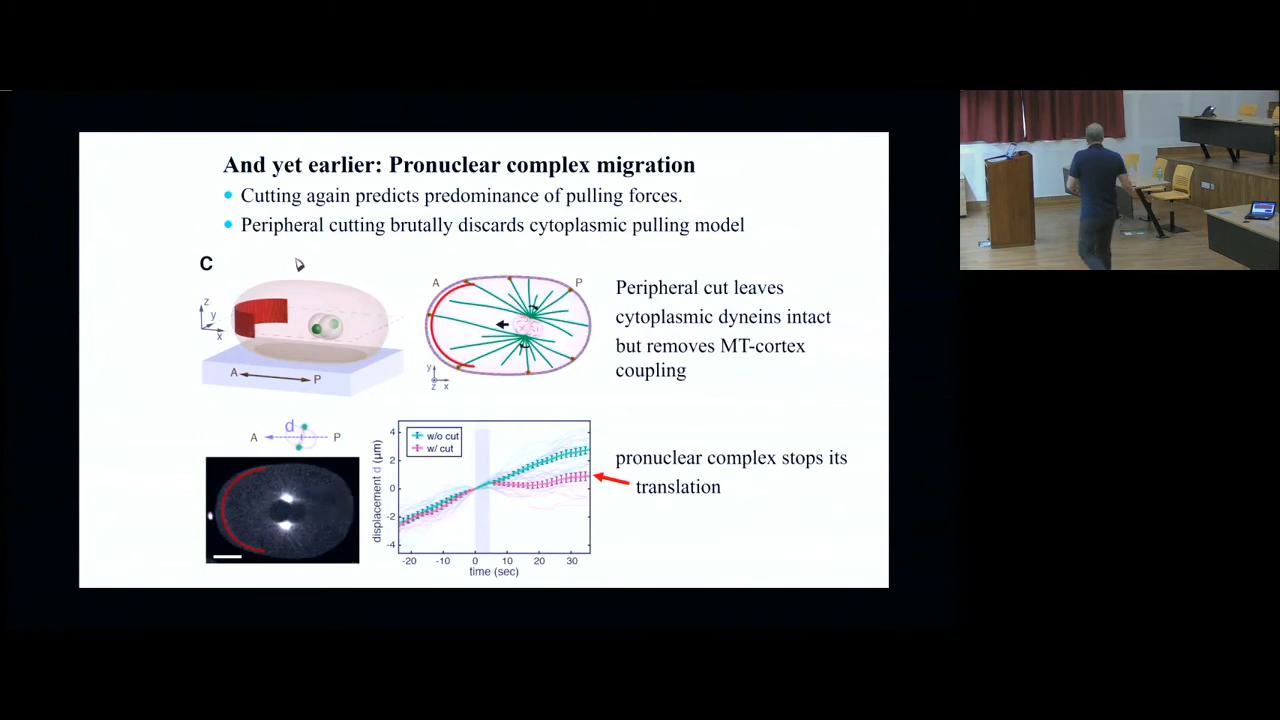 And yet earlier: Pronuclear complex migration
Cutting again predicts predominance of pulling forces.
Peripheral cutting brutally discards cytoplasmic pulling model
C
z
y
x
A
P
A
P
y
z
x
Peripheral cut leaves
cytoplasmic dyneins intact
but removes MT-cortex
coupling
d
A
P
displacement d (μm)
4
2
0
-2
-4
w/o cut
w/ cut
-20
-10
0
10
20
30
time (sec)
pronuclear complex stops its
translation